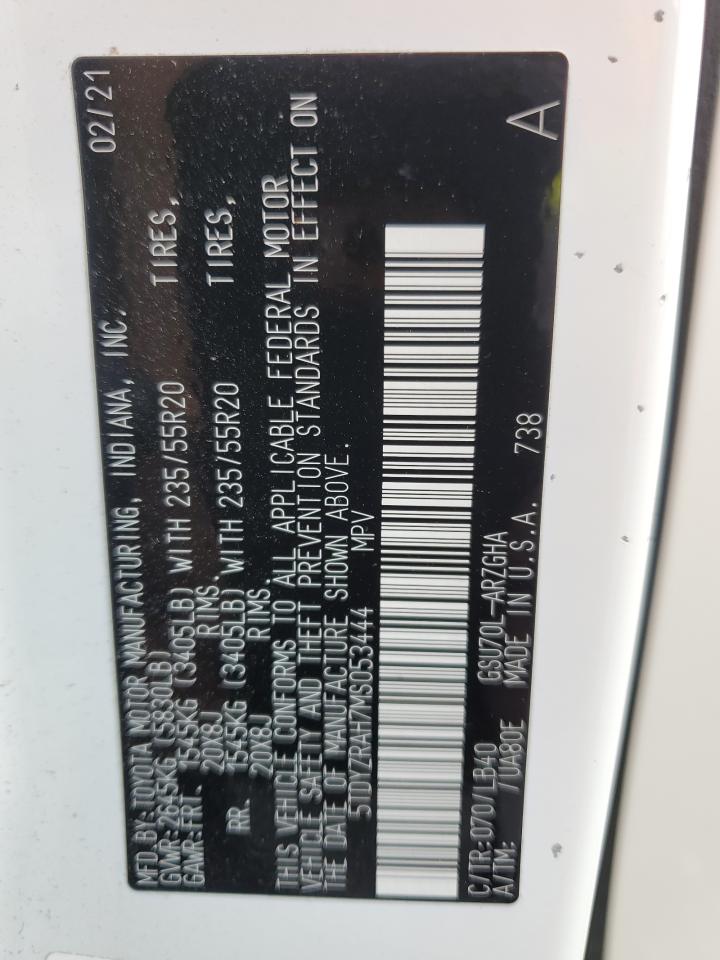 MFD.BY:TOYOTA MOTOR MANUFACTURING, INDIANA, INC. 02/21
GVWR:2645KG (5830LB)
GAWR:FRT. 1545KG (3405LB) WITH 235/55R20 TIRES,
20X8J RIMS.
RR. 1545KG (3405LB) WITH 235/55R20 TIRES,
20X8J RIMS.
THIS VEHICLE CONFORMS TO ALL APPLICABLE FEDERAL MOTOR
VEHICLE SAFETY AND THEFT PREVENTION STANDARDS IN EFFECT ON
THE DATE OF MANUFACTURE SHOWN ABOVE.
5TDYZRAH7MS053444 MPV
C/TR:070/LB40 GSU70L-ARZGHA
A/TM: /UA80E MADE IN U.S.A. 738 A